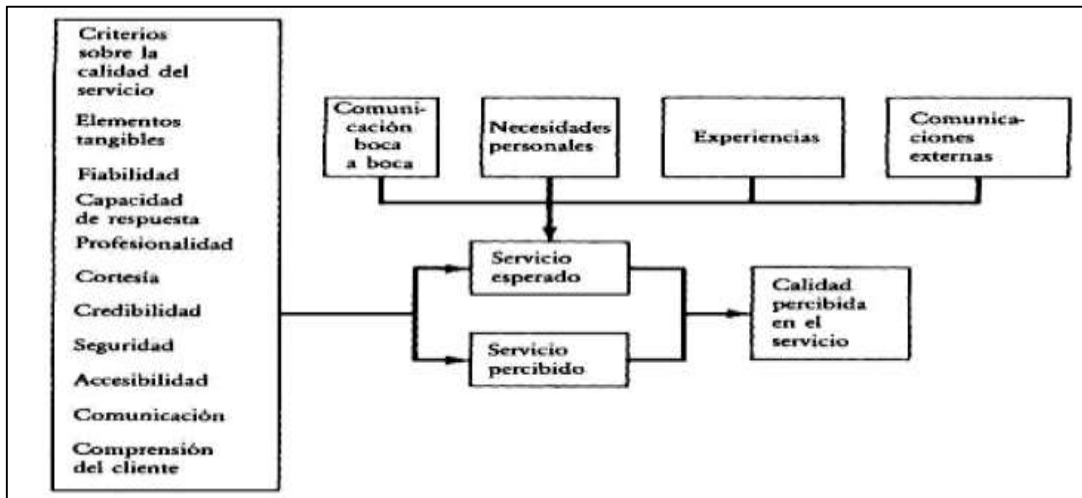 Criterios
sobre la
calidad del
servicio
Elementos
tangibles
Fiabilidad
Capacidad
de respuesta
Profesionalidad
Cortesía
Credibilidad
Seguridad
Accesibilidad
Comunicación
Comprensión
del cliente
Comuni-
cación
boca
a boca
Necesidades
personales
Experiencias
Comunica-
ciones
externas
Servicio
esperado
Servicio
percibido
Calidad
percibida
en el
servicio